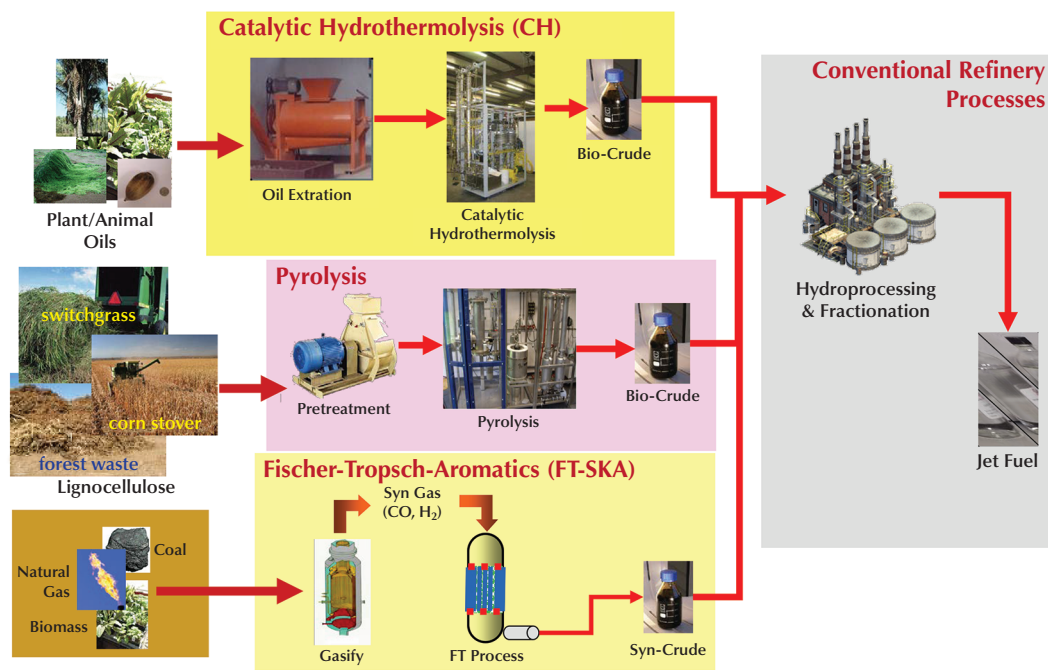 Catalytic Hydrothermolysis (CH)
Plant/Animal
Oils
Oil Extration
Catalytic
Hydrothermolysis
Bio-Crude
Conventional Refinery
Processes
Hydroprocessing
& Fractionation
Jet Fuel
switchgrass
corn stover
forest waste
Lignocellulose
Pyrolysis
Pretreatment
Pyrolysis
Bio-Crude
Fischer-Tropsch-Aromatics (FT-SKA)
Coal
Natural
Gas
Biomass
Syn Gas
(CO, H₂)
Gasify
FT Process
Syn-Crude